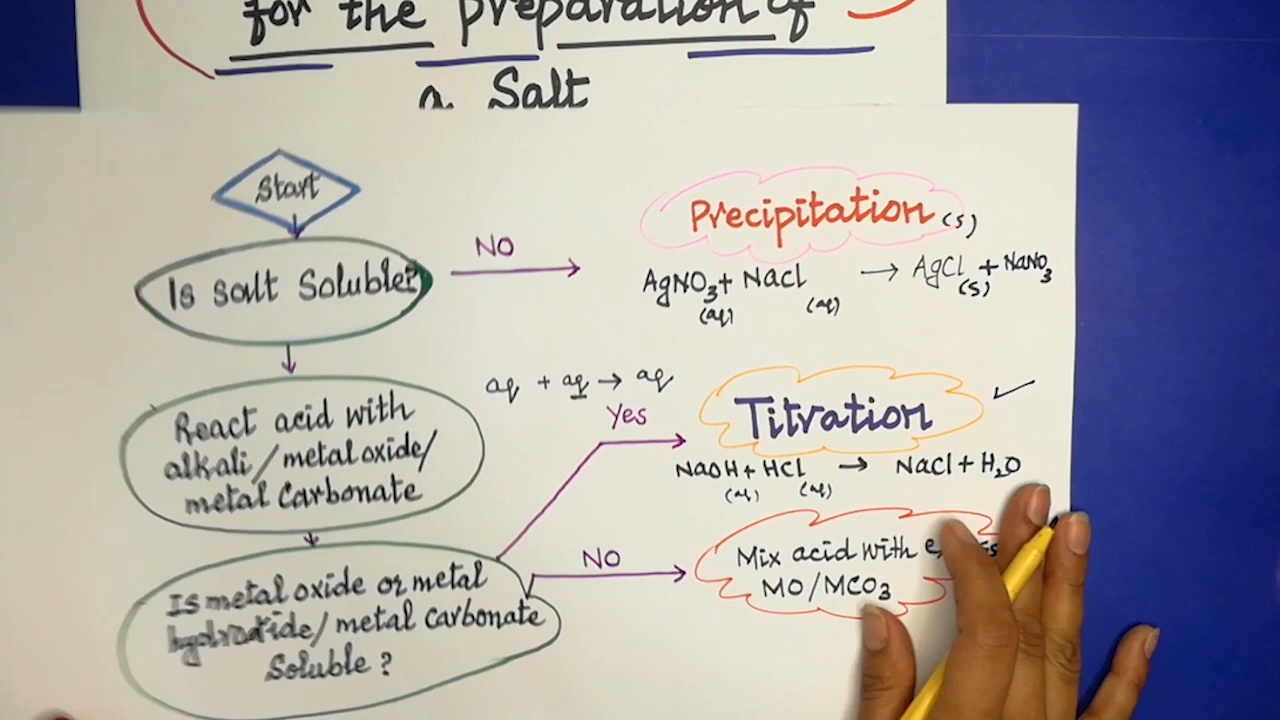 for the preparation of
a Salt
Start
Is Salt Soluble?
NO
Precipitation (s)
AgNO3 + NaCl → AgCl + NaNO3
(aq) (aq) (s)
React acid with
alkali / metal oxide /
metal Carbonate
aq + aq → aq
Yes
Titration ✓
NaOH + HCl → NaCl + H2O
(aq) (aq)
Is metal oxide or metal
hydroxide / metal Carbonate
Soluble ?
NO
Mix acid with
MO/MCO3